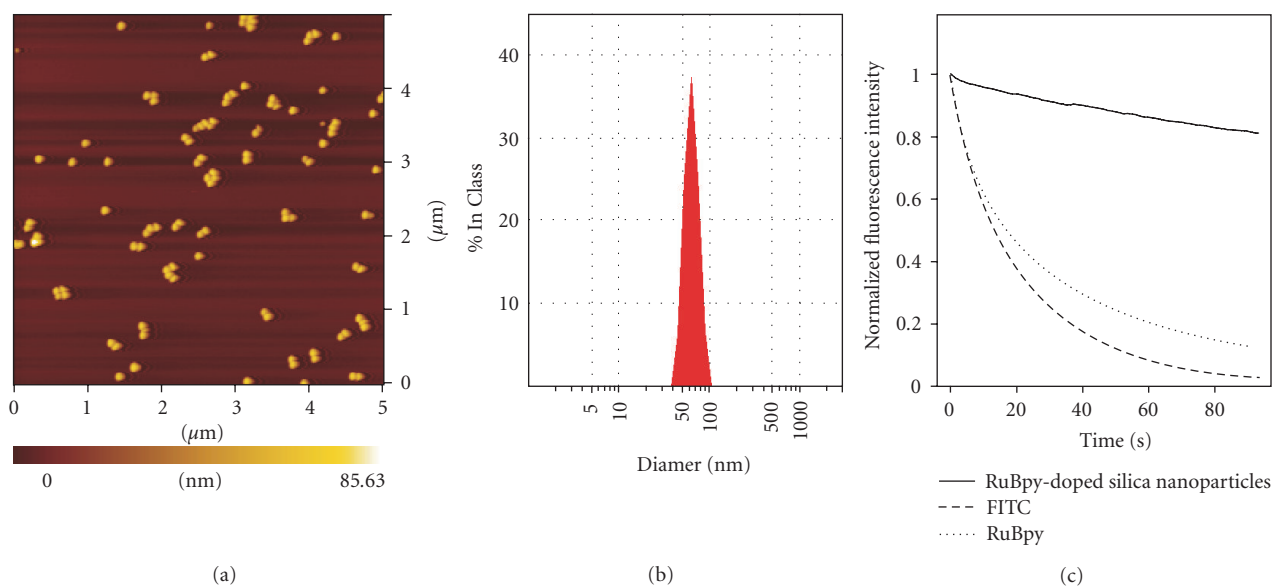 4
3
2
1
0
(μm)
0 1 2 3 4 5
(μm)
0 (nm) 85.63
(a)
40
30
20
10
% In Class
5 10 50 100 500 1000
Diamer (nm)
(b)
1
0.8
0.6
0.4
0.2
0
Normalized fluorescence intensity
0 20 40 60 80
Time (s)
RuBpy-doped silica nanoparticles
FITC
RuBpy
(c)